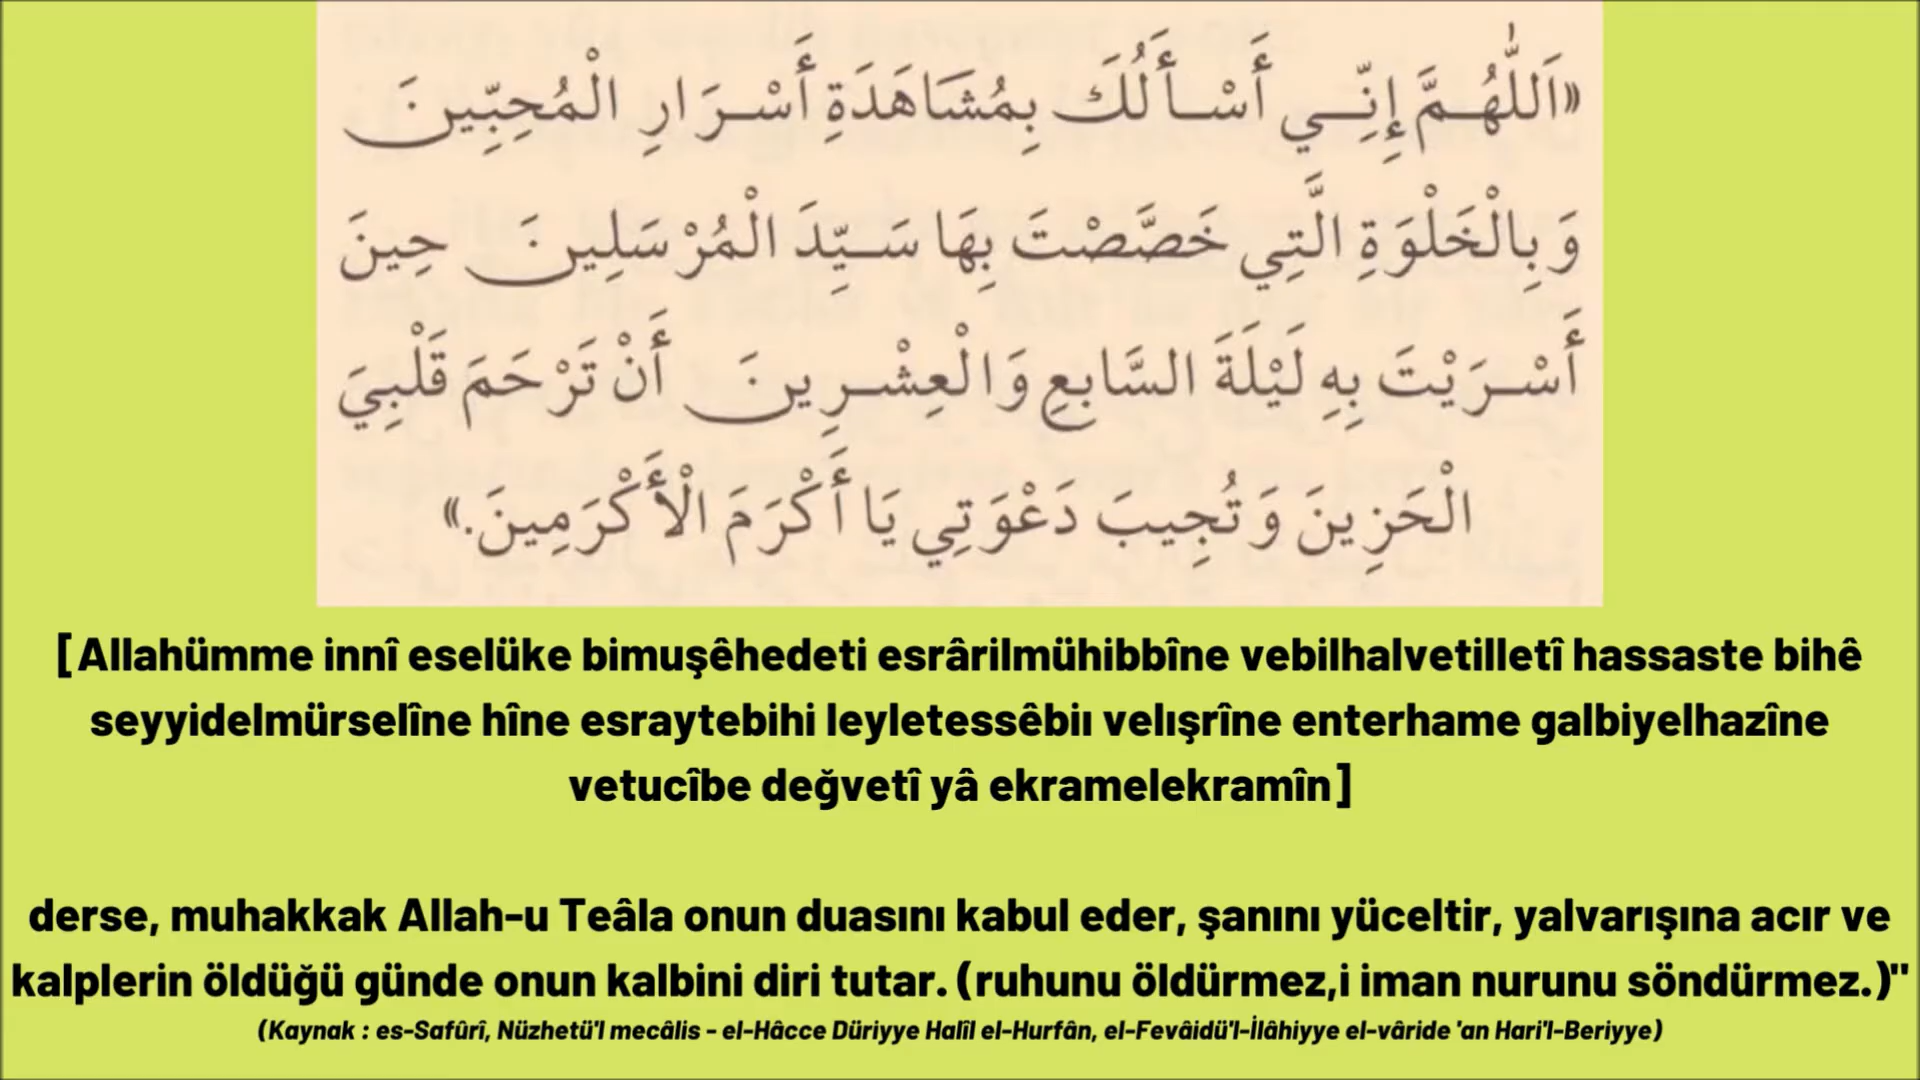 «اَللّٰهُمَّ إِنِّي أَسْأَلُكَ بِمُشَاهَدَةِ أَسْرَارِ الْمُحِبِّينَ
وَبِالْخَلْوَةِ الَّتِي خَصَّصْتَ بِهَا سَيِّدَ الْمُرْسَلِينَ حِينَ
أَسْرَيْتَ بِهِ لَيْلَةَ السَّابِعِ وَالْعِشْرِينَ أَنْ تَرْحَمَ قَلْبِيَ
الْحَزِينَ وَتُجِيبَ دَعْوَتِي يَا أَكْرَمَ الْأَكْرَمِينَ.»
[Allahümme innî eselüke bimuşêhedeti esrârilmühibbîne vebilhalvetilletî hassaste bihê
seyyidelmürselîne hîne esraytebihi leyletessêbiı velışrîne enterhame galbiyelhazîne
vetucîbe değvetî yâ ekramelekramîn]
derse, muhakkak Allah-u Teâla onun duasını kabul eder, şanını yüceltir, yalvarışına acır ve
kalplerin öldüğü günde onun kalbini diri tutar. (ruhunu öldürmez,i iman nurunu söndürmez.)"
(Kaynak : es-Safûrî, Nüzhetü'l mecâlis - el-Hâcce Düriyye Halîl el-Hurfân, el-Fevâidü'l-İlâhiyye el-vâride 'an Hari'l-Beriyye)